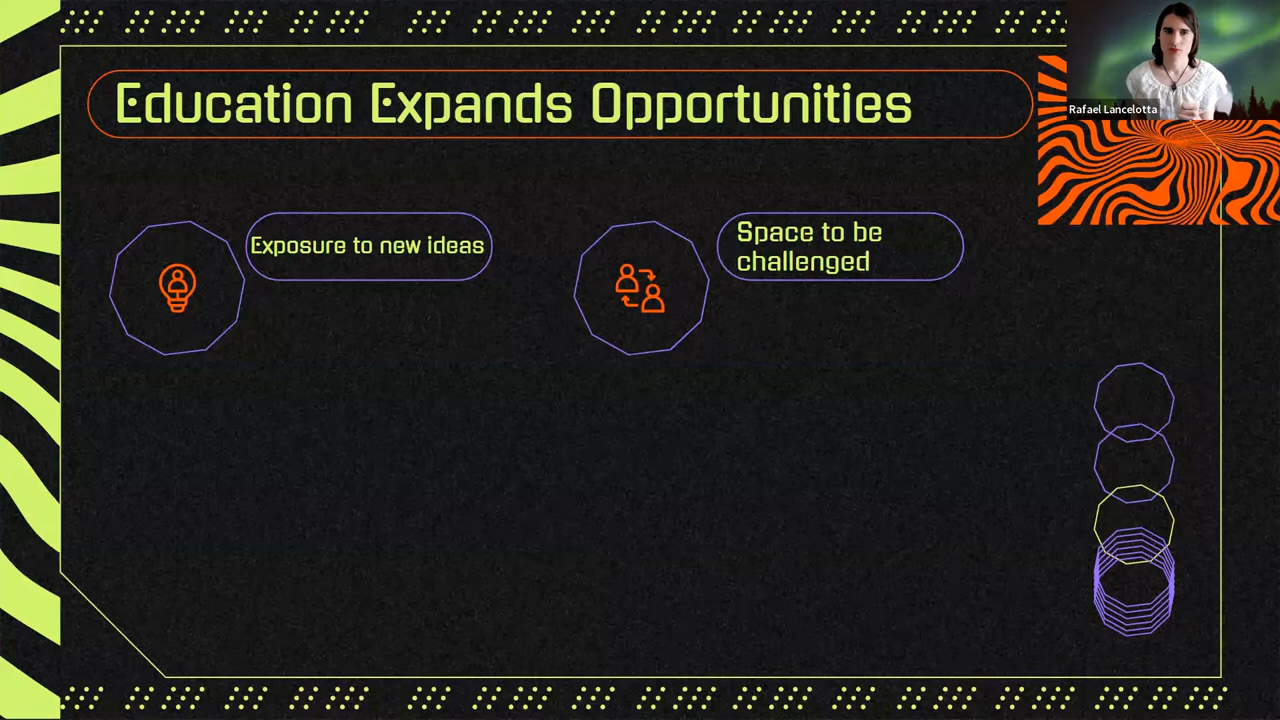 Education Expands Opportunities
Rafael Lancelotta
Exposure to new ideas
Space to be
challenged